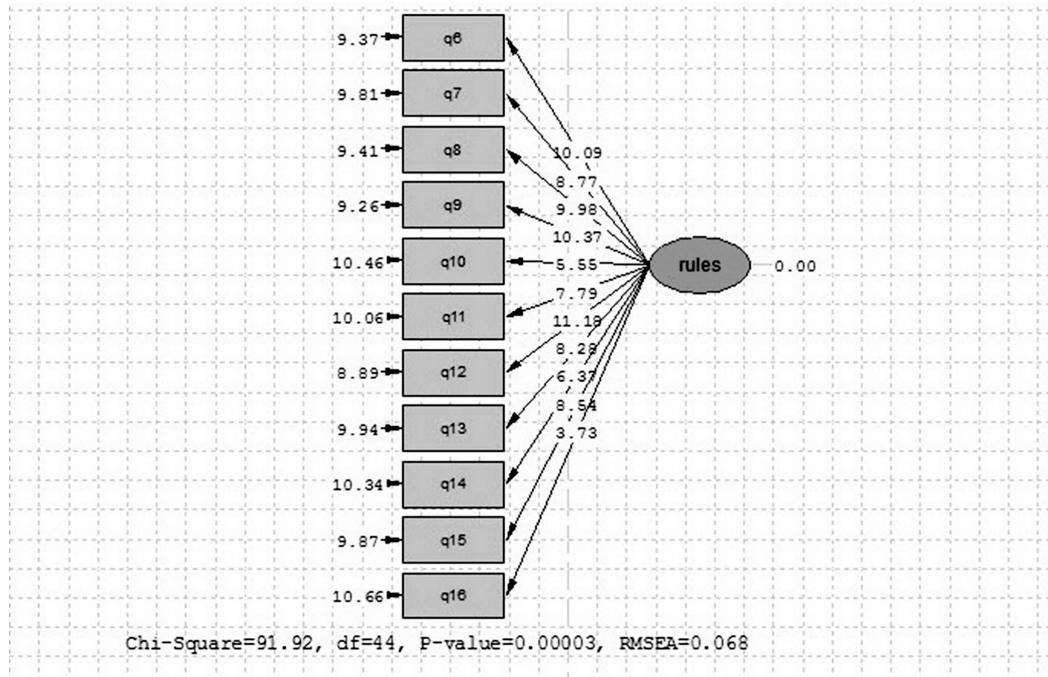 9.37 q6
9.81 q7
9.41 q8
9.26 q9
10.46 q10
10.06 q11
8.89 q12
9.94 q13
10.34 q14
9.87 q15
10.66 q16
10.09
8.77
9.98
10.37
5.55
7.79
11.18
8.28
6.37
8.54
3.73
rules 0.00
Chi-Square=91.92, df=44, P-value=0.00003, RMSEA=0.068